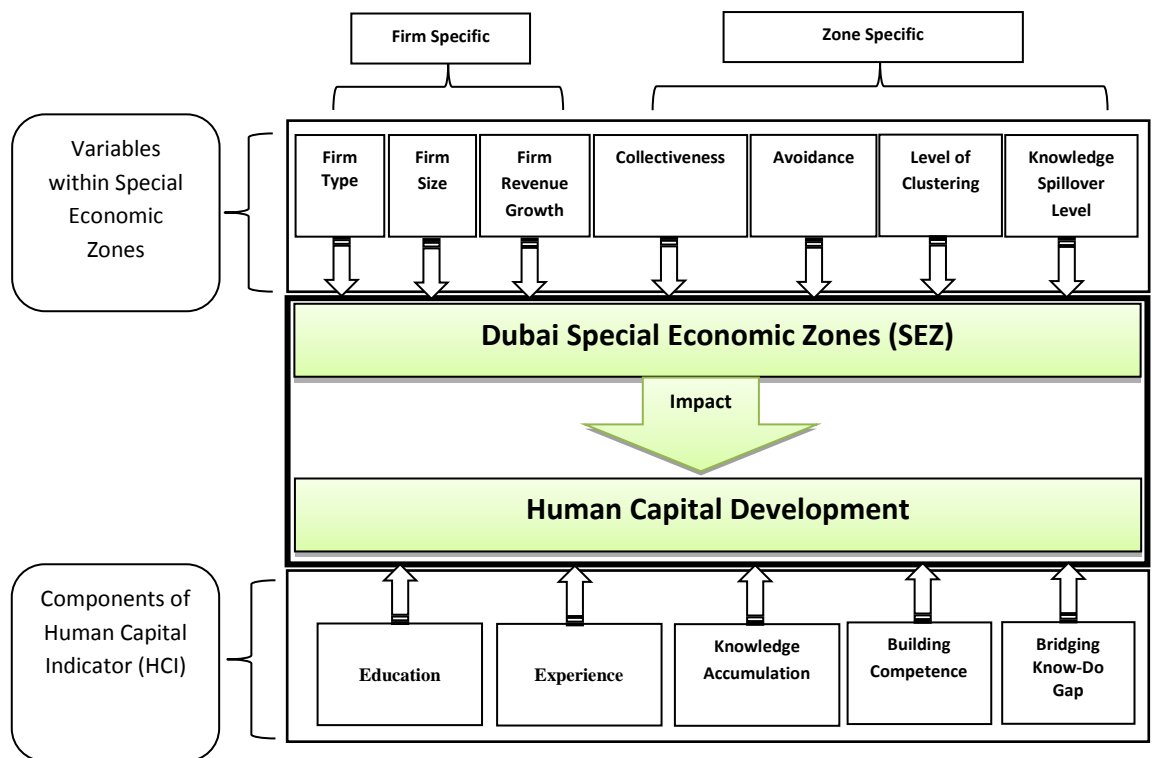 Firm Specific
Zone Specific
Variables
within Special
Economic
Zones
Firm
Type
Firm
Size
Firm
Revenue
Growth
Collectiveness
Avoidance
Level of
Clustering
Knowledge
Spillover
Level
Dubai Special Economic Zones (SEZ)
Impact
Human Capital Development
Components of
Human Capital
Indicator (HCI)
Education
Experience
Knowledge
Accumulation
Building
Competence
Bridging
Know-Do
Gap